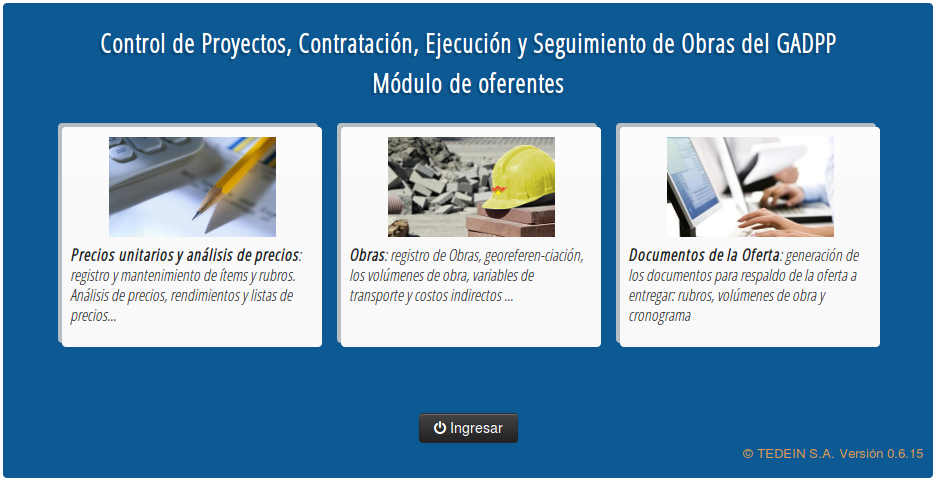 Control de Proyectos, Contratación, Ejecución y Seguimiento de Obras del GADPP
Módulo de oferentes
Precios unitarios y análisis de precios:
registro y mantenimiento de ítems y rubros.
Análisis de precios, rendimientos y listas de
precios...
Obras: registro de Obras, georeferen-ciación,
los volúmenes de obra, variables de
transporte y costos indirectos ...
Documentos de la Oferta: generación de
los documentos para respaldo de la oferta a
entregar: rubros, volúmenes de obra y
cronograma
Ingresar
© TEDEIN S.A. Versión 0.6.15